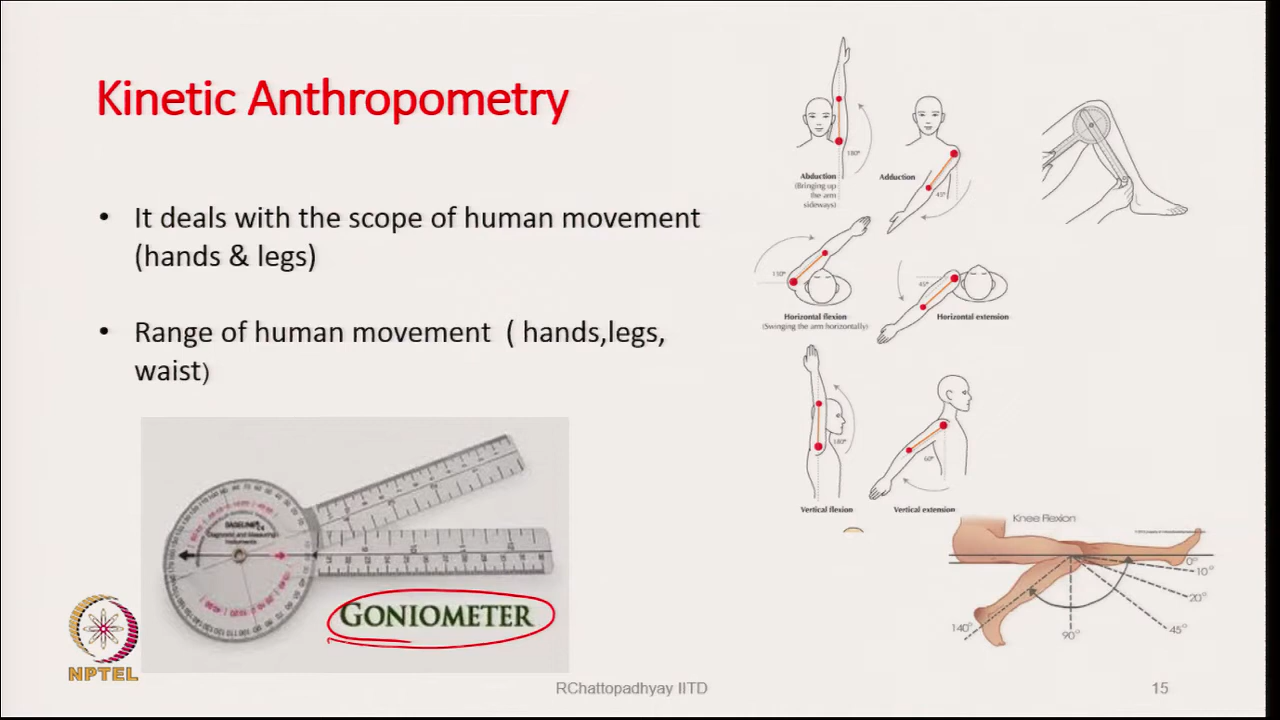 Kinetic Anthropometry
• It deals with the scope of human movement
(hands & legs)
• Range of human movement ( hands,legs,
waist)
GONIOMETER
NPTEL
180°
Abduction
(Bringing up
the arm
sideways)
Adduction
45°
130°
Horizontal flexion
(Swinging the arm horizontally)
45°
Horizontal extension
180°
Vertical flexion
60°
Vertical extension
Knee Flexion
0°
10°
20°
45°
90°
140°
RChattopadhyay IITD
15